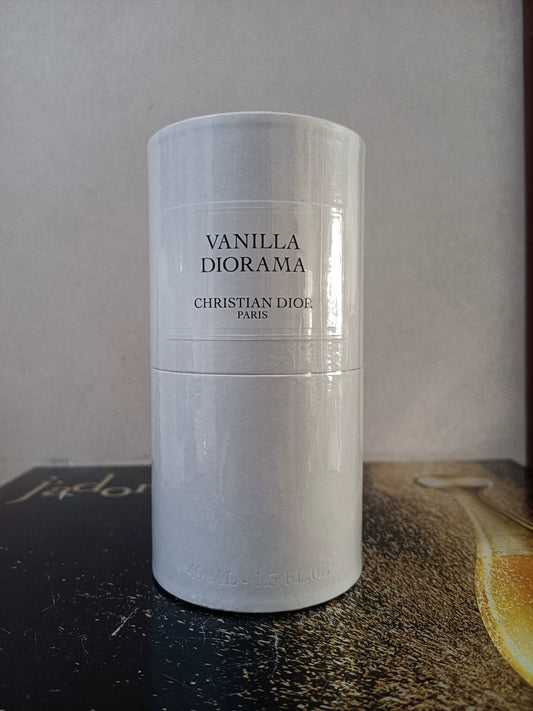 VANILLA
DIORAMA
CHRISTIAN DIOR
PARIS
j'ador
40 ML - 1.3 FL.OZ